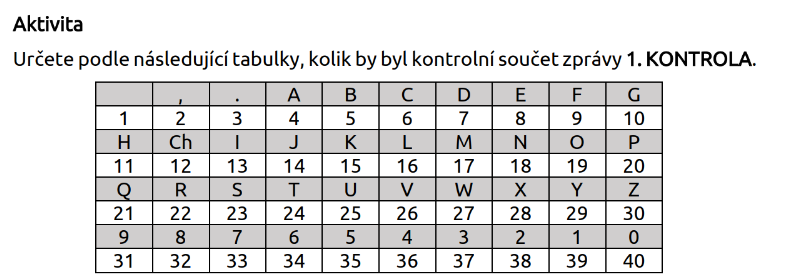 Aktivita
Určete podle následující tabulky, kolik by byl kontrolní součet zprávy 1. KONTROLA.
, . A B C D E F G
1 2 3 4 5 6 7 8 9 10
H Ch I J K L M N O P
11 12 13 14 15 16 17 18 19 20
Q R S T U V W X Y Z
21 22 23 24 25 26 27 28 29 30
9 8 7 6 5 4 3 2 1 0
31 32 33 34 35 36 37 38 39 40